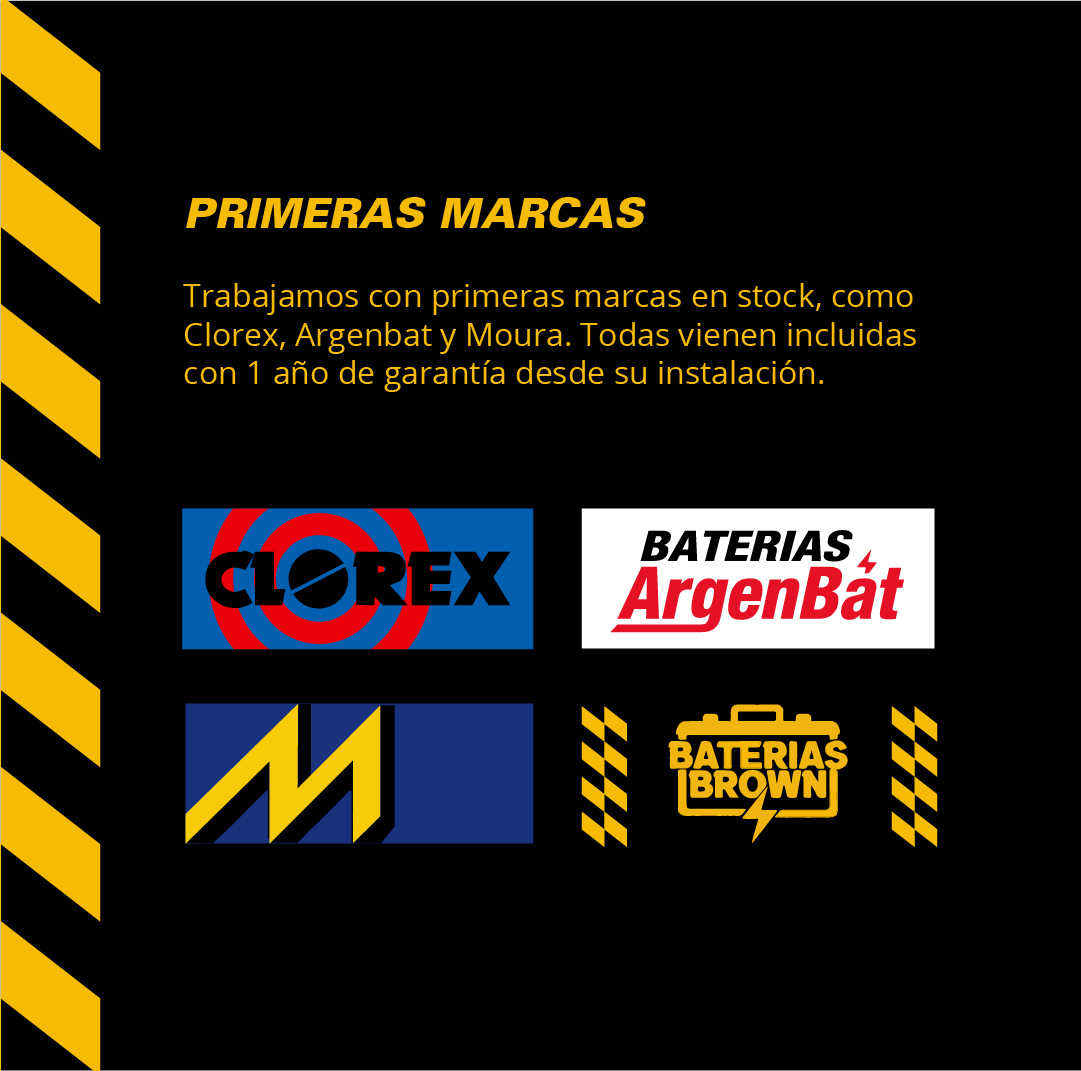 PRIMERAS MARCAS
Trabajamos con primeras marcas en stock, como
Clorex, Argenbat y Moura. Todas vienen incluidas
con 1 año de garantía desde su instalación.
CLOREX
BATERIAS
ArgenBat
M
BATERIAS
BROWN